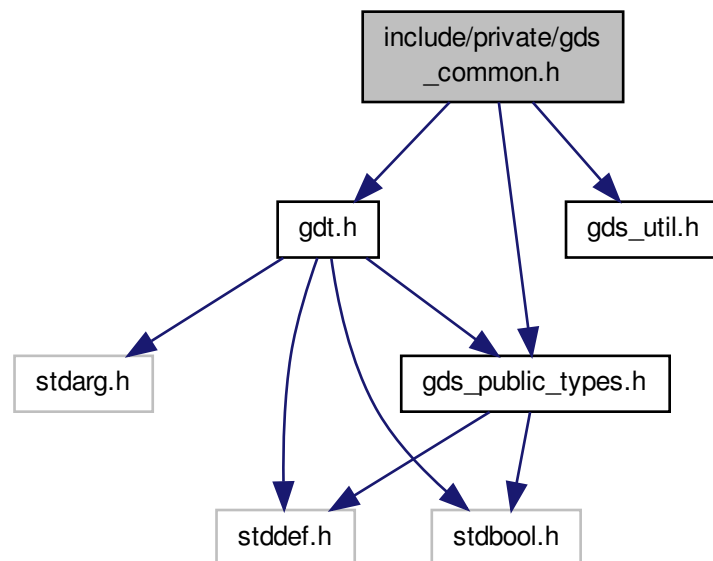 include/private/gds
_common.h
gdt.h
gds_util.h
stdarg.h
gds_public_types.h
stddef.h
stdbool.h